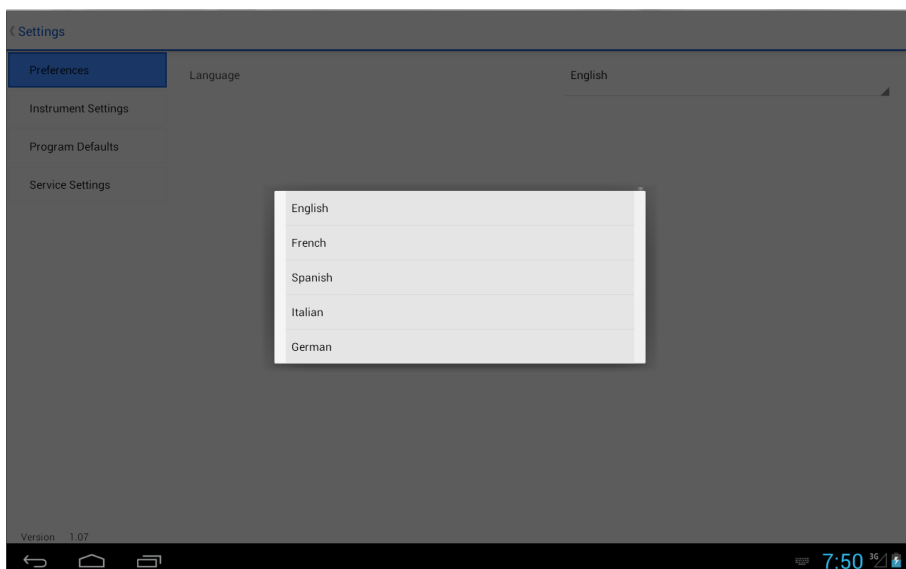 Settings
Preferences
Language
English
Instrument Settings
Program Defaults
Service Settings
English
French
Spanish
Italian
German
Version 1.07
7:50 3G